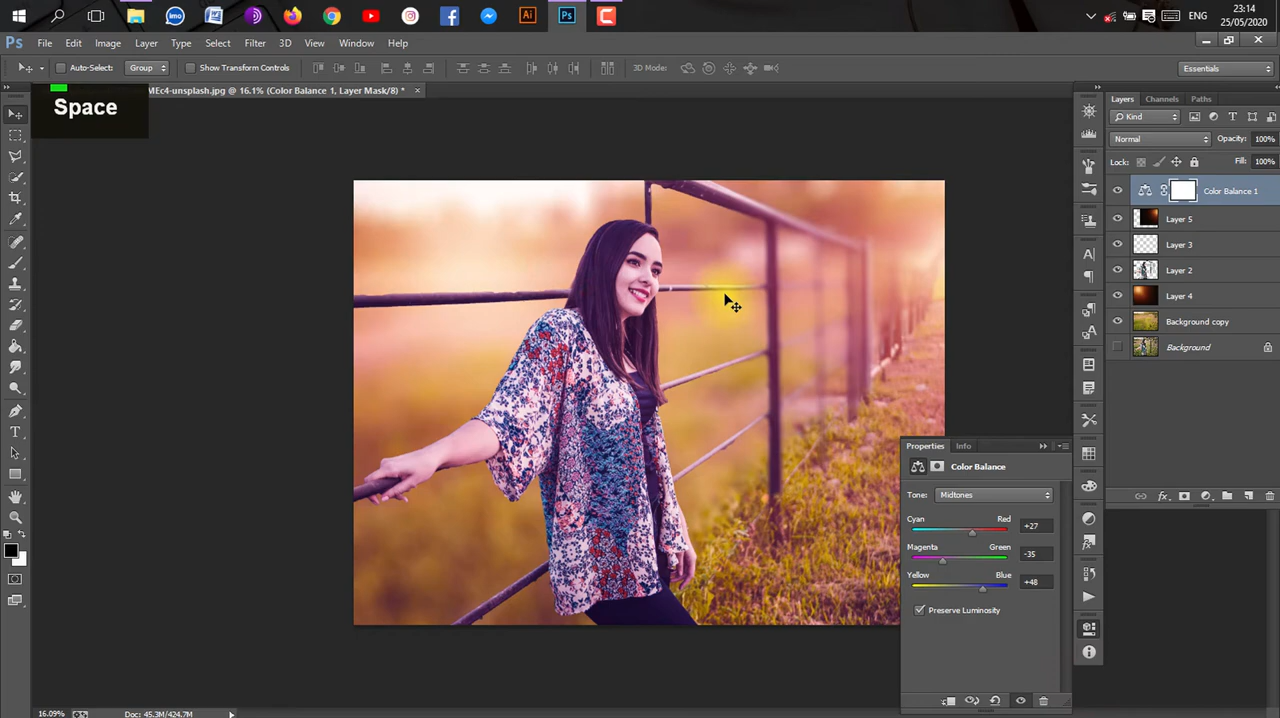 23:14
ENG
25/05/2020
imo
Ai
Ps
Ps
File Edit Image Layer Type Select Filter 3D View Window Help
Auto-Select: Group Show Transform Controls 3D Mode: Essentials
MEc4-unsplash.jpg @ 16.1% (Color Balance 1, Layer Mask/8) *
Space
Layers Channels Paths
Kind
Normal Opacity: 100%
Lock: Fill: 100%
Color Balance 1
Layer 5
Layer 3
Layer 2
Layer 4
Background copy
Background
Properties Info
Color Balance
Tone: Midtones
Cyan Red +27
Magenta Green -35
Yellow Blue +48
Preserve Luminosity
16.09% Doc: 45.3M/424.7M